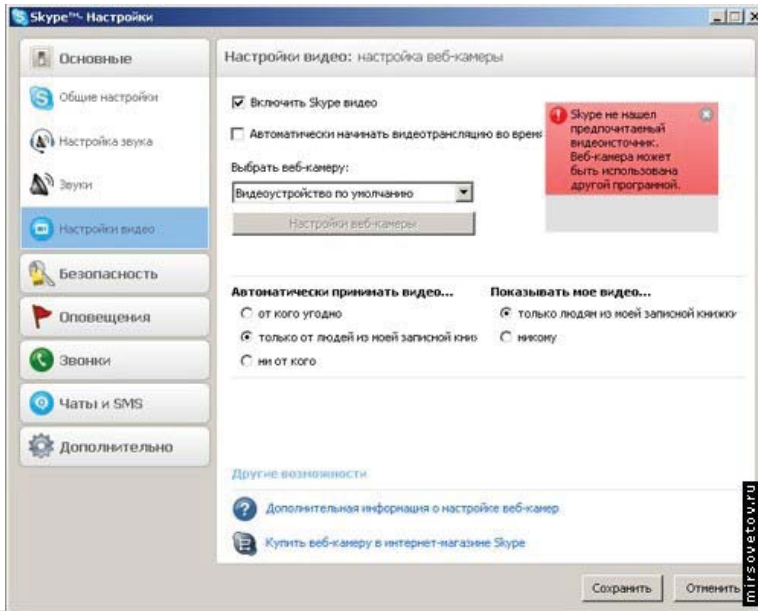 Skype™- Настройки
Основные
Общие настройки
Настройка звука
Звуки
Настройки видео
Безопасность
Оповещения
Звонки
Чаты и SMS
Дополнительно
Настройки видео: настройка веб-камеры
Включить Skype видео
Автоматически начинать видеотрансляцию во время
Выбрать веб-камеру:
Видеоустройство по умолчанию
Настройки веб-камеры
Skype не нашел
предпочитаемый
видеоисточник.
Веб-камера может
быть использована
другой программой.
Автоматически принимать видео...
от кого угодно
только от людей из моей записной книж
ни от кого
Показывать мое видео...
только людям из моей записной книжки
никому
Другие возможности
Дополнительная информация о настройке веб-камер
Купить веб-камеру в интернет-магазине Skype
Сохранить
Отменить
mirsovetov.ru